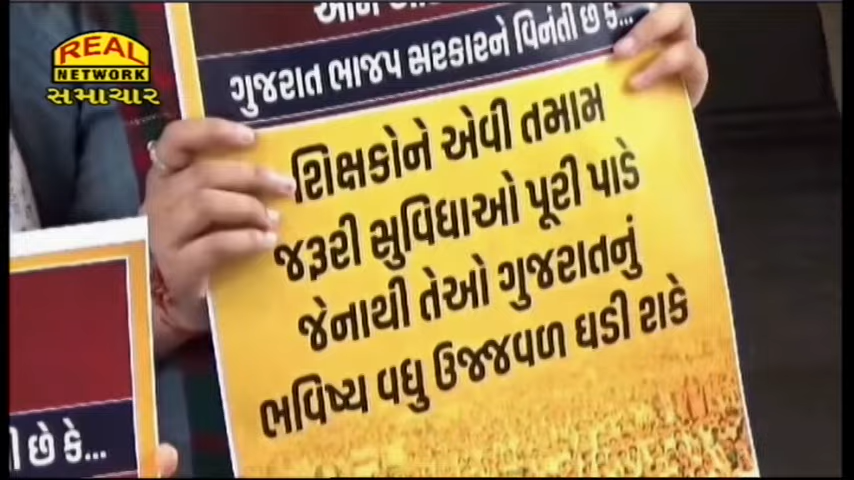 REAL
NETWORK
સમાચાર
ગુજરાત ભાજપ સરકારને વિનંતી છે કે...
શિક્ષકોને એવી તમામ
જરૂરી સુવિધાઓ પૂરી પાડે
જેનાથી તેઓ ગુજરાતનું
ભવિષ્ય વધુ ઉજ્જવળ ઘડી શકે
છે કે...